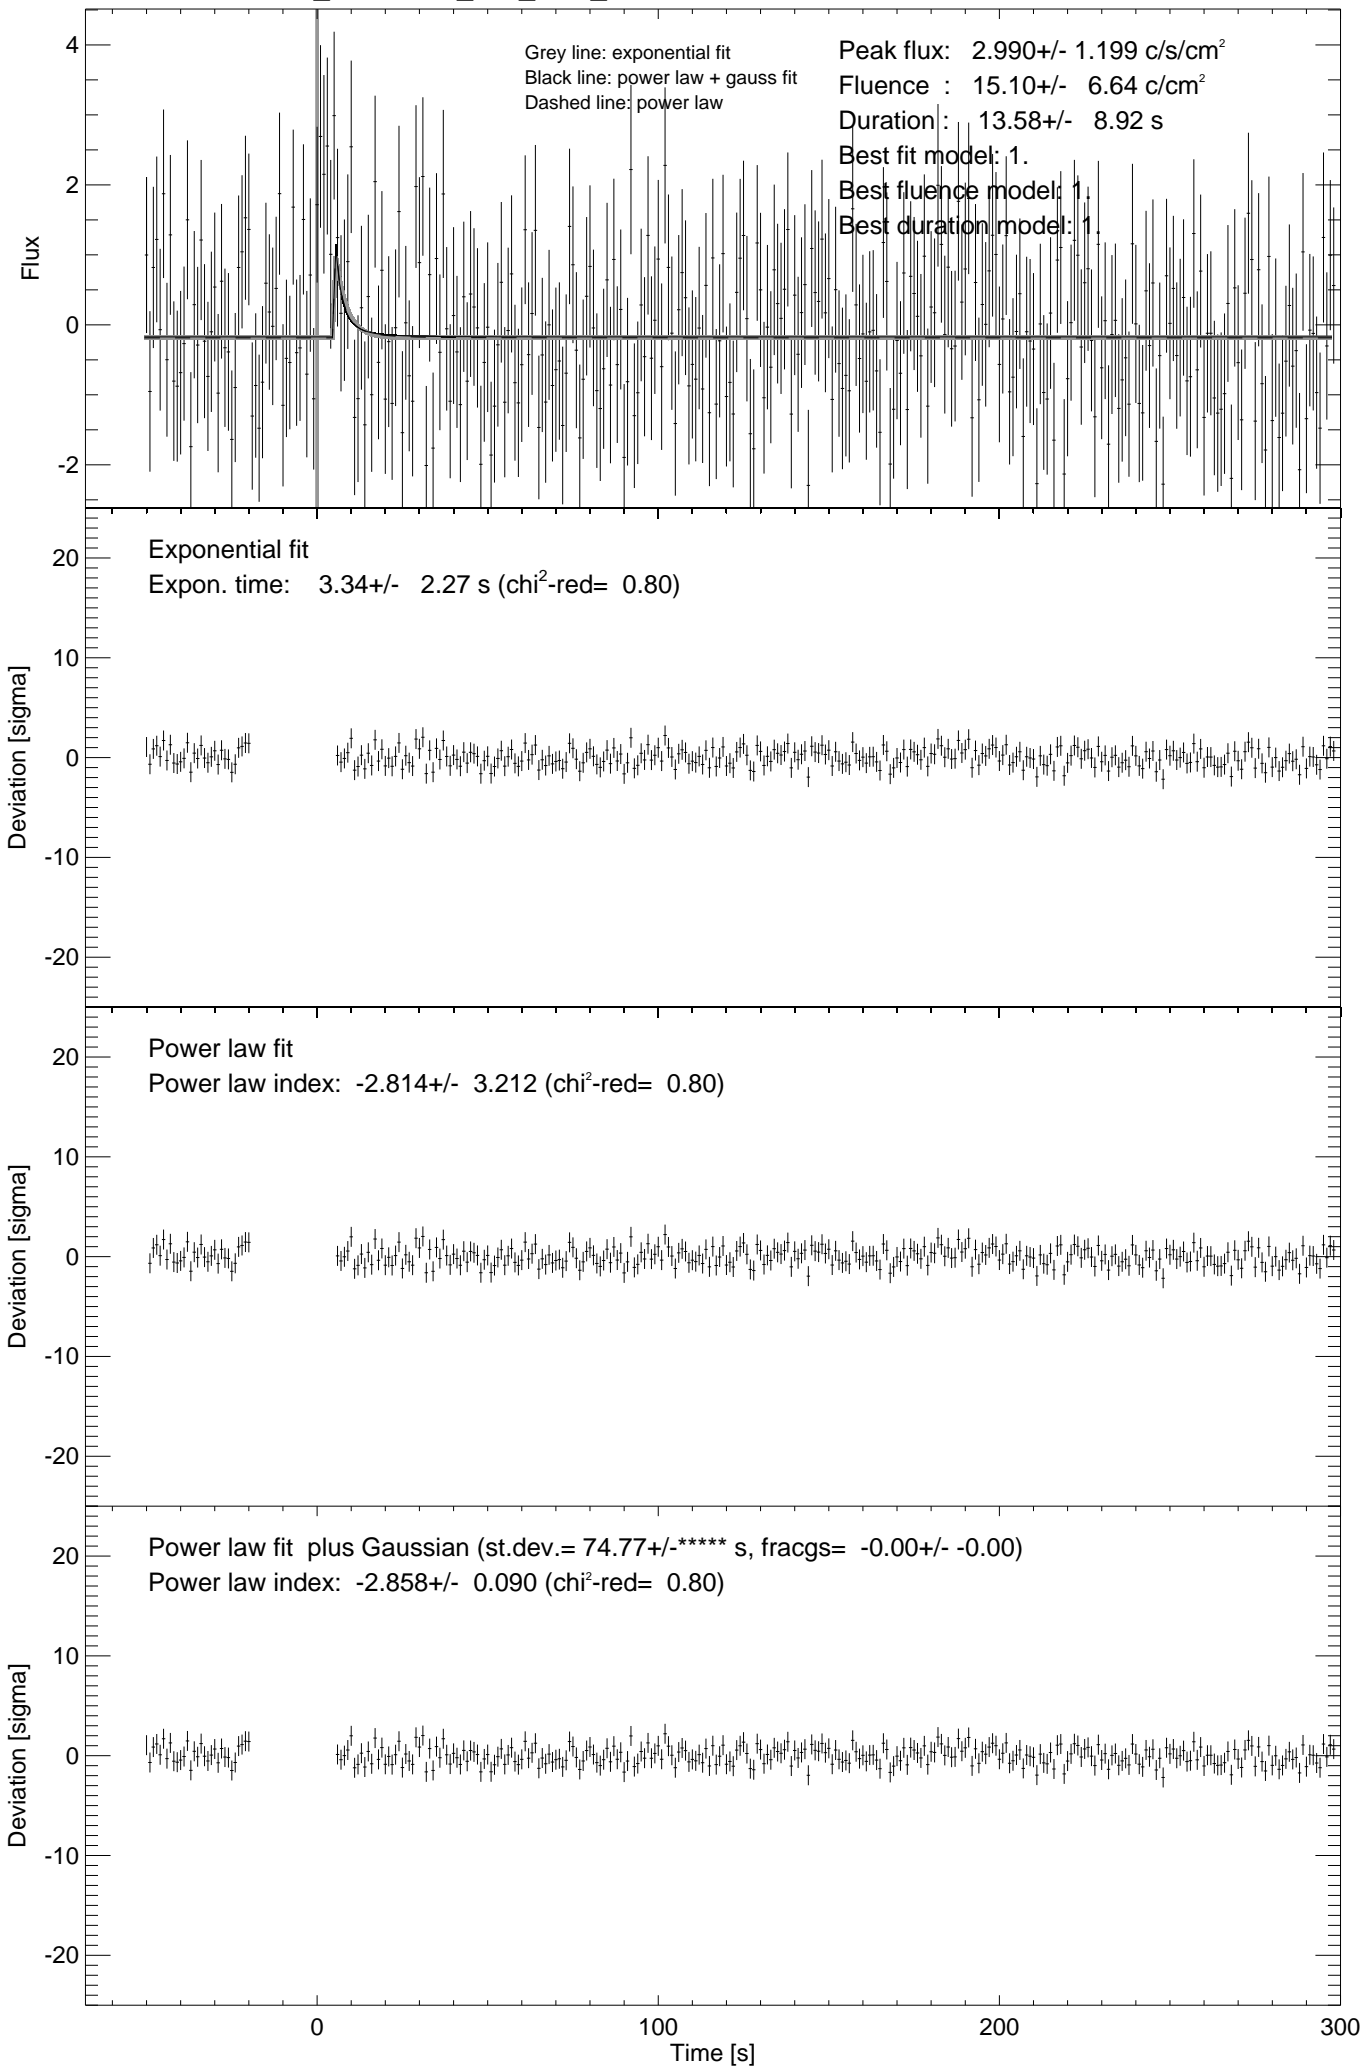 Grey line: exponential fit
Black line: power law + gauss fit
Dashed line: power law
Peak flux: 2.990+/- 1.199 c/s/cm²
Fluence : 15.10+/- 6.64 c/cm²
Duration : 13.58+/- 8.92 s
Best fit model: 1.
Best fluence model: 1.
Best duration model: 1.
4
2
0
-2
Flux
Exponential fit
Expon. time: 3.34+/- 2.27 s (chi²-red= 0.80)
20
10
0
-10
-20
Deviation [sigma]
Power law fit
Power law index: -2.814+/- 3.212 (chi²-red= 0.80)
20
10
0
-10
-20
Deviation [sigma]
Power law fit plus Gaussian (st.dev.= 74.77+/-***** s, fracgs= -0.00+/- -0.00)
Power law index: -2.858+/- 0.090 (chi²-red= 0.80)
20
10
0
-10
-20
Deviation [sigma]
0 100 200 300
Time [s]